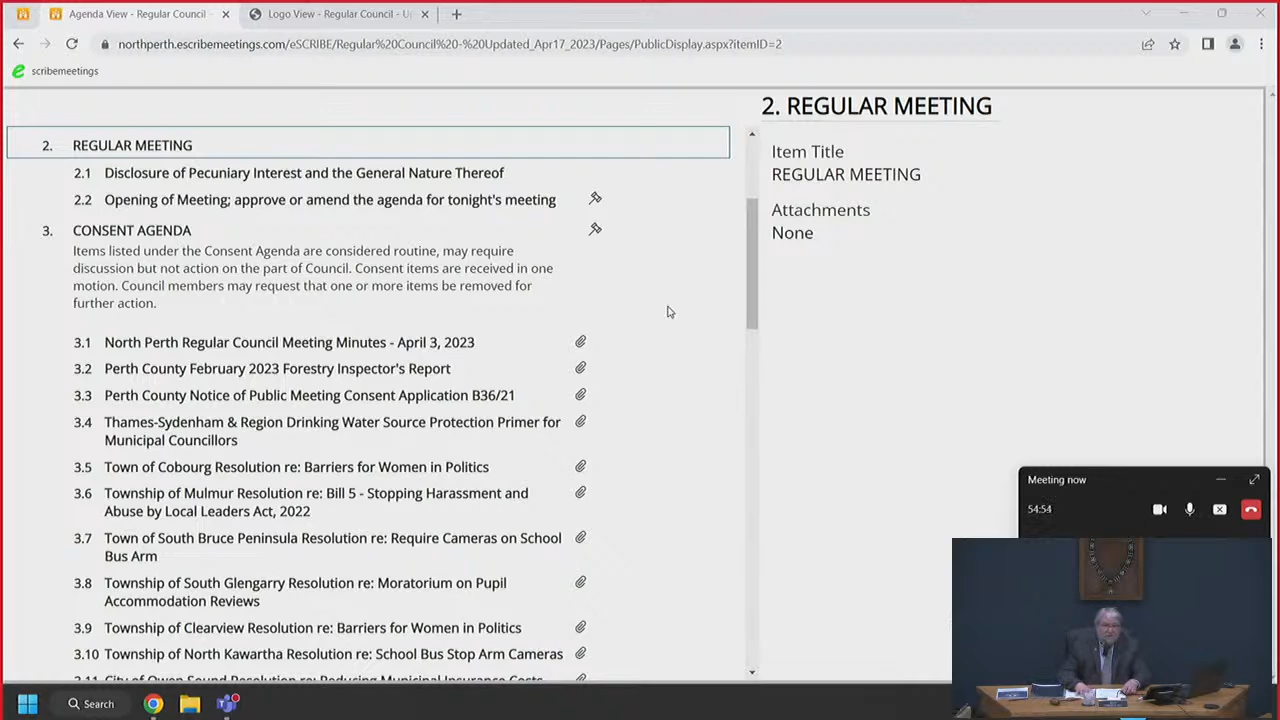 Agenda View - Regular Council -
Logo View - Regular Council - U
northperth.escribemeetings.com/eSCRIBE/Regular%20Council%20-%20Updated_Apr17_2023/Pages/PublicDisplay.aspx?itemID=2
scribemeetings
2. REGULAR MEETING
2.1 Disclosure of Pecuniary Interest and the General Nature Thereof
2.2 Opening of Meeting; approve or amend the agenda for tonight's meeting
3. CONSENT AGENDA
Items listed under the Consent Agenda are considered routine, may require
discussion but not action on the part of Council. Consent items are received in one
motion. Council members may request that one or more items be removed for
further action.
3.1 North Perth Regular Council Meeting Minutes - April 3, 2023
3.2 Perth County February 2023 Forestry Inspector's Report
3.3 Perth County Notice of Public Meeting Consent Application B36/21
3.4 Thames-Sydenham & Region Drinking Water Source Protection Primer for
Municipal Councillors
3.5 Town of Cobourg Resolution re: Barriers for Women in Politics
3.6 Township of Mulmur Resolution re: Bill 5 - Stopping Harassment and
Abuse by Local Leaders Act, 2022
3.7 Town of South Bruce Peninsula Resolution re: Require Cameras on School
Bus Arm
3.8 Township of South Glengarry Resolution re: Moratorium on Pupil
Accommodation Reviews
3.9 Township of Clearview Resolution re: Barriers for Women in Politics
3.10 Township of North Kawartha Resolution re: School Bus Stop Arm Cameras
3.11 City of Owen Sound Resolution re: Reducing Municipal Insurance Costs
2. REGULAR MEETING
Item Title
REGULAR MEETING
Attachments
None
Meeting now
54:54
Search